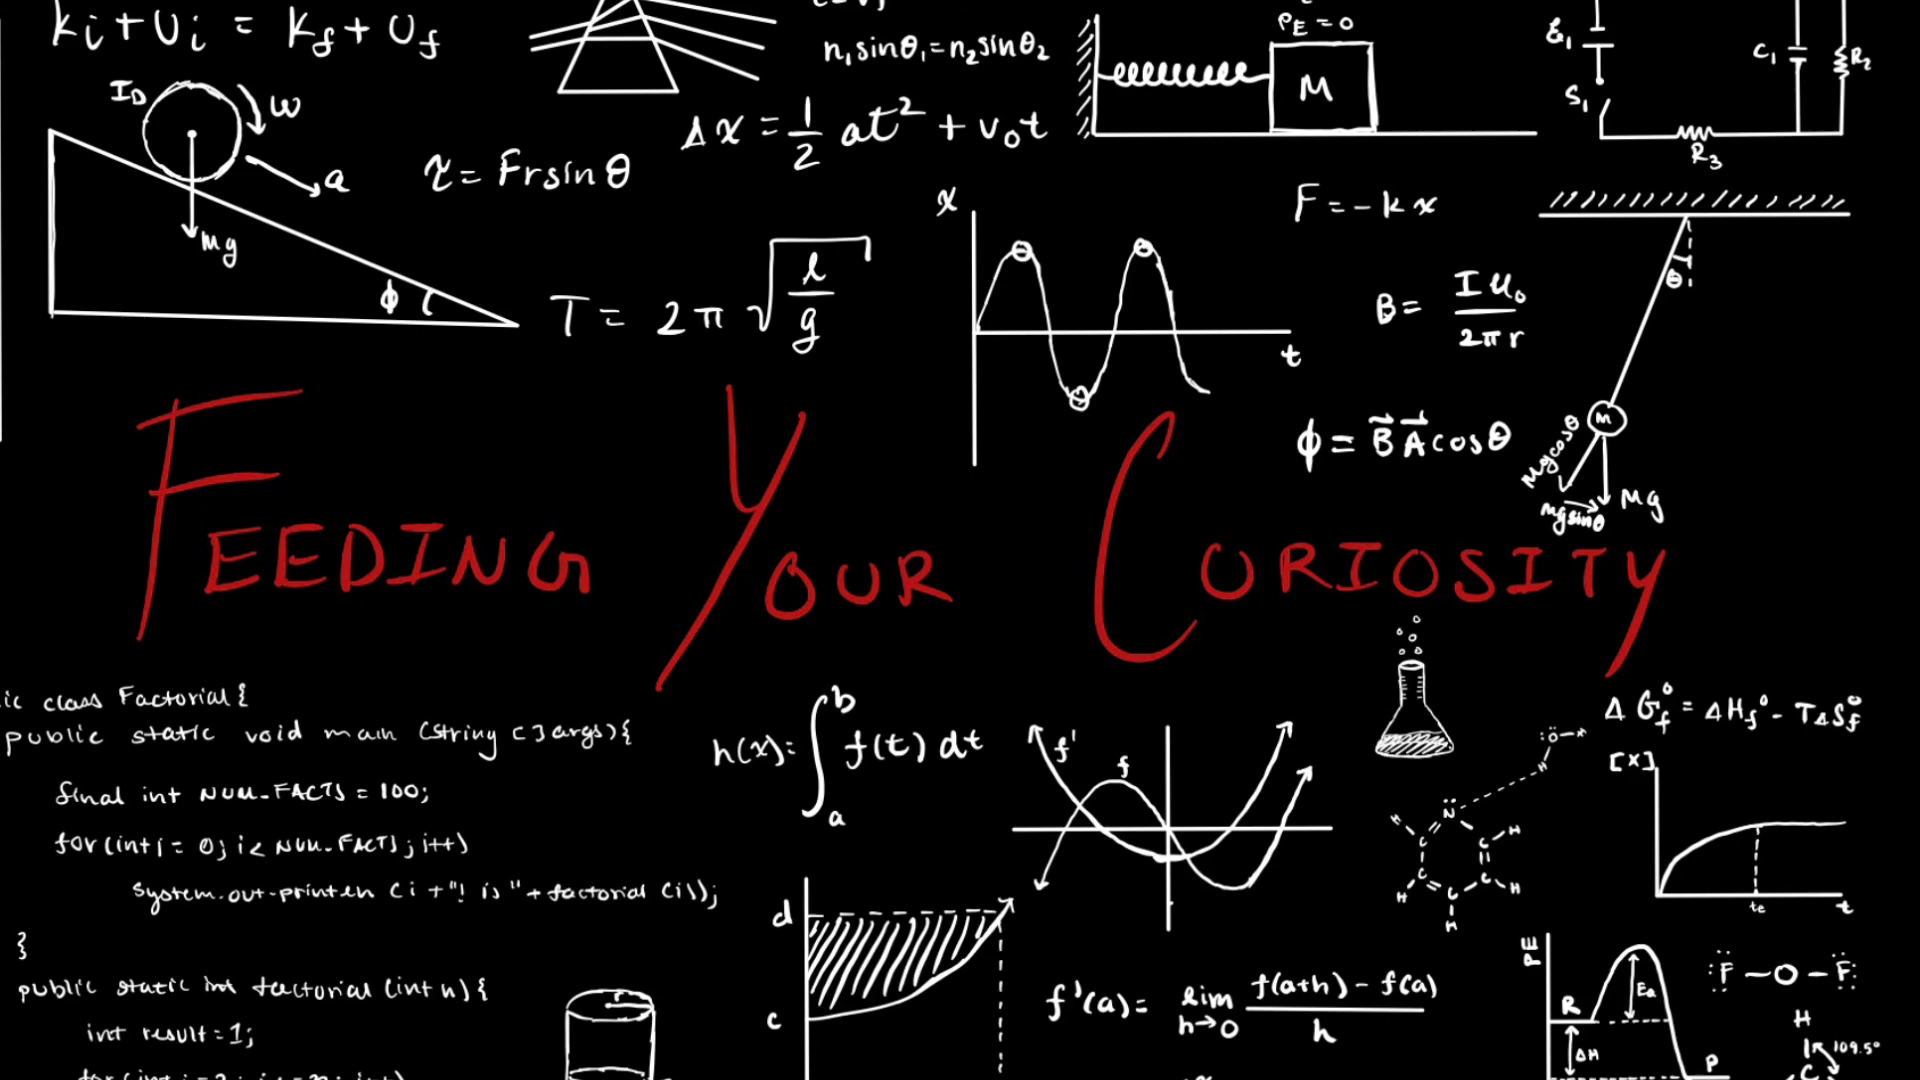 Ki+Ui = Kf+Uf
n₁sinθ₁=n₂sinθ₂
PE=0
M
ε₁
S₁
C₁
R₂
R₃
I_D
ω
a
Mg
ϕ
τ= Frsinθ
Δx = 1/2 at² + v₀t
T= 2π √(l/g)
x
t
F=-kx
B= Iμ₀/2πr
ϕ = B⃗A⃗cosθ
θ
M
Mgcosθ
Mgsinθ
Mg
FEEDING YOUR CURIOSITY
ic class Factorial{
public static void main (string []args){
final int NUM_FACTS = 100;
for(int i = 0; i< NUM_FACTS; i++)
system.out.println (i +"! is "+ factorial (i));
}
public static int factorial (int n){
int result=1;
h(x)= ∫ₐᵇ f(t) dt
f'
f
d
c
f'(a)= lim h→0 f(a+h)-f(a)/h
ΔG°f = ΔHf° - TΔS°f
[x]
te
t
:Ö-*
H
N
H
C
C
H
C
C
H
C
C
H
H
PE
R
Ea
ΔH
P
F-O-F
H
C
109.5°